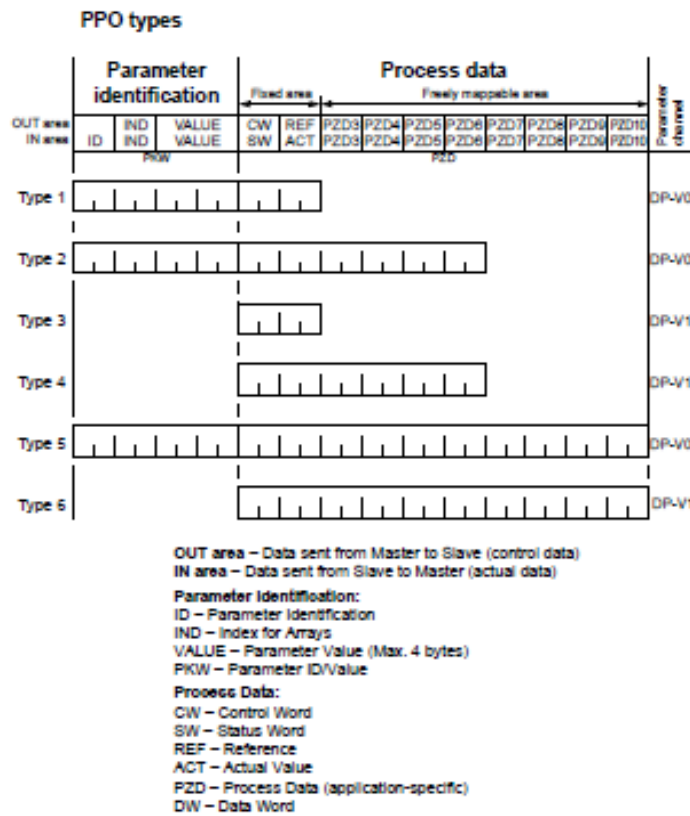 PPO types
Parameter identification
Process data
Fixed area
Freely mappable area
Parameter channel
OUT area IND VALUE CW REF PZD3 PZD4 PZD5 PZD6 PZD7 PZD8 PZD9 PZD10
IN area ID IND VALUE SW ACT PZD3 PZD4 PZD5 PZD6 PZD7 PZD8 PZD9 PZD10
PKW PZD
Type 1 DP-V0
Type 2 DP-V0
Type 3 DP-V1
Type 4 DP-V1
Type 5 DP-V0
Type 6 DP-V1
OUT area – Data sent from Master to Slave (control data)
IN area – Data sent from Slave to Master (actual data)
Parameter Identification:
ID – Parameter Identification
IND – Index for Arrays
VALUE – Parameter Value (Max. 4 bytes)
PKW – Parameter ID/Value
Process Data:
CW – Control Word
SW – Status Word
REF – Reference
ACT – Actual Value
PZD – Process Data (application-specific)
DW – Data Word